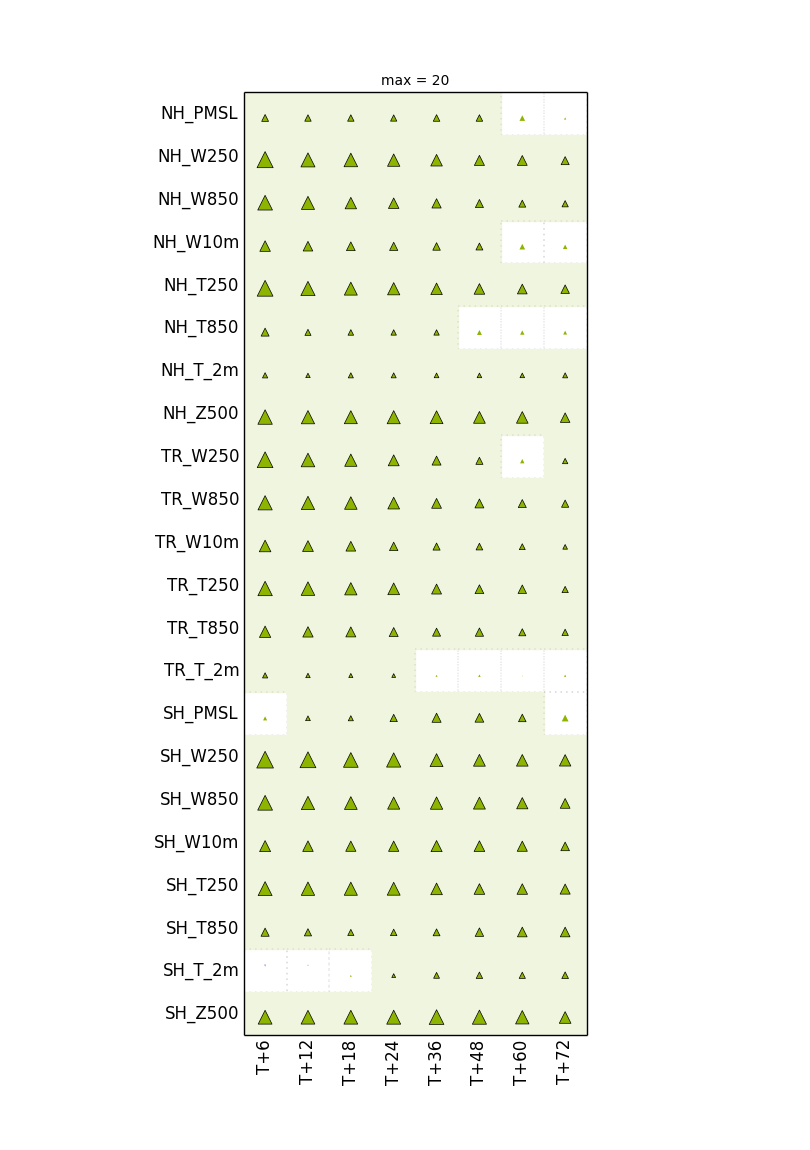 max = 20
NH_PMSL
NH_W250
NH_W850
NH_W10m
NH_T250
NH_T850
NH_T_2m
NH_Z500
TR_W250
TR_W850
TR_W10m
TR_T250
TR_T850
TR_T_2m
SH_PMSL
SH_W250
SH_W850
SH_W10m
SH_T250
SH_T850
SH_T_2m
SH_Z500
T+6
T+12
T+18
T+24
T+36
T+48
T+60
T+72